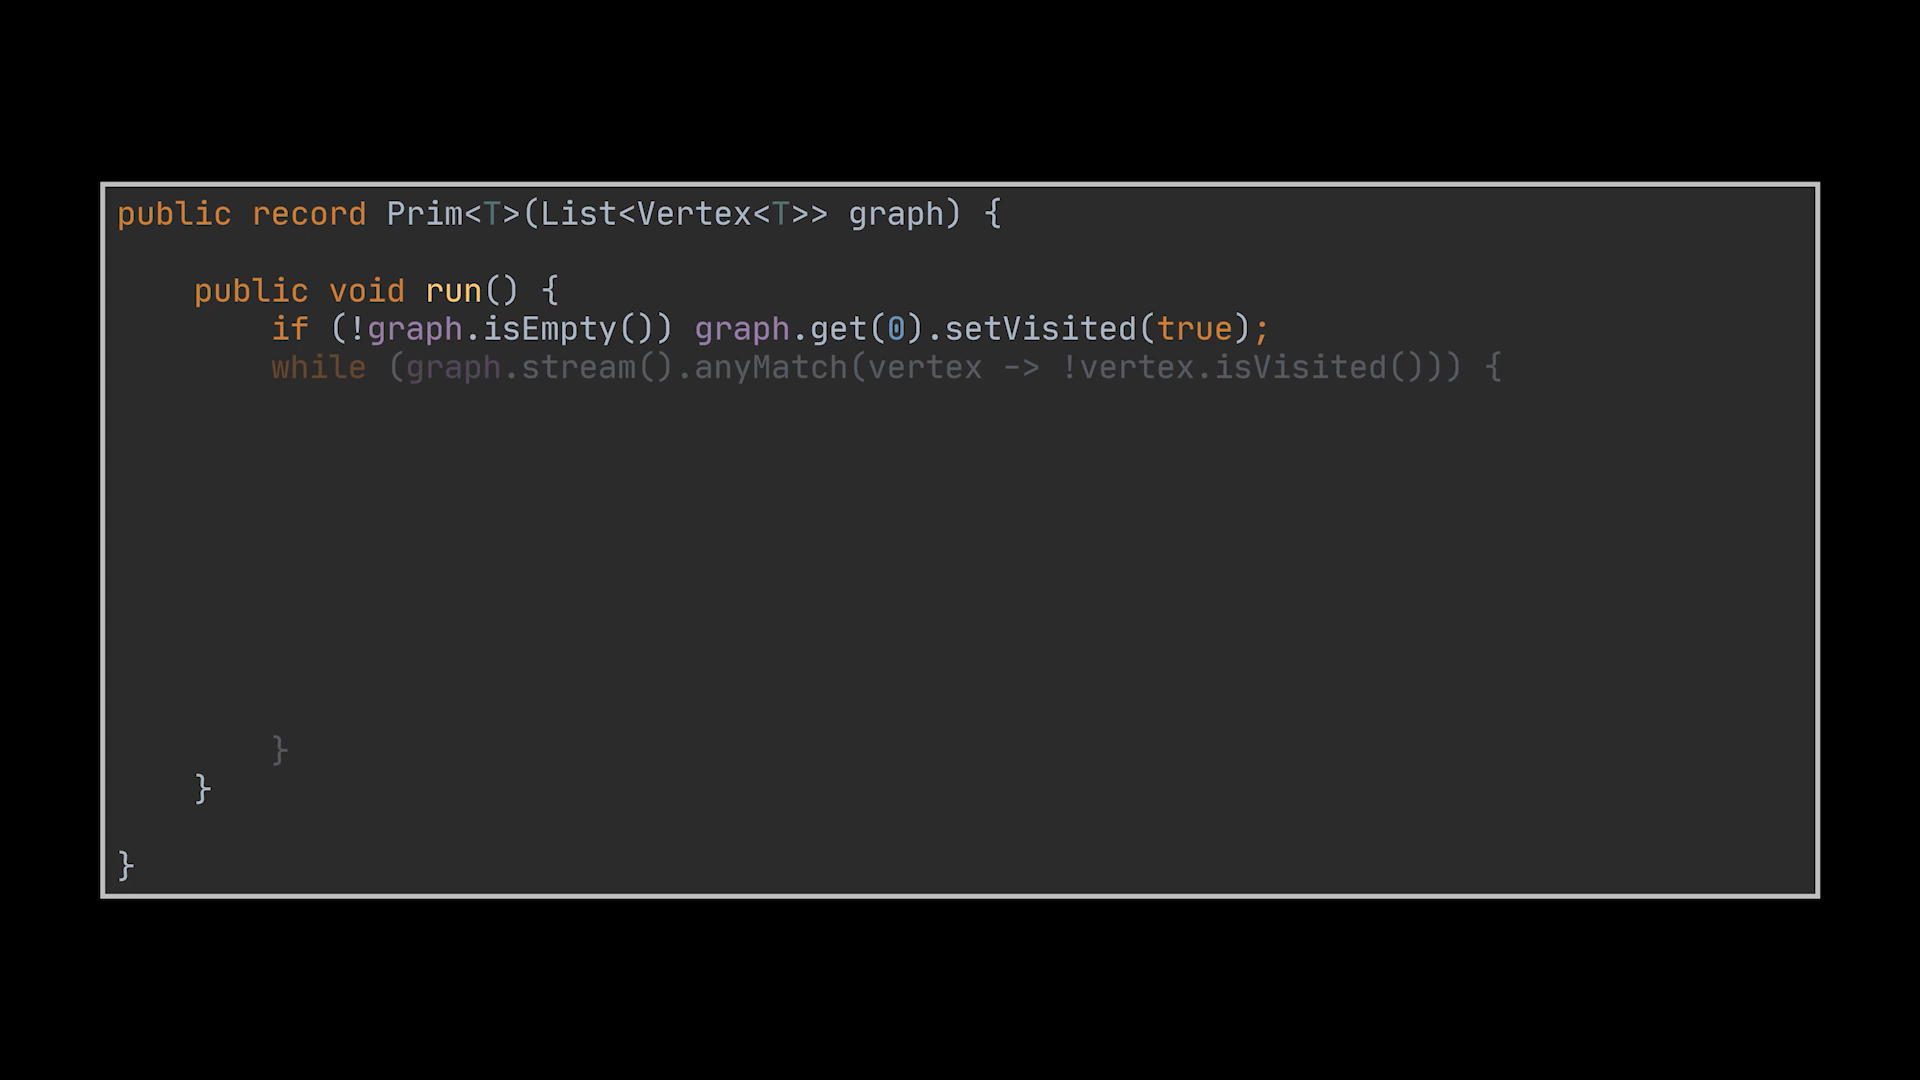 public record Prim<T>(List<Vertex<T>> graph) {
public void run() {
if (!graph.isEmpty()) graph.get(0).setVisited(true);
while (graph.stream().anyMatch(vertex -> !vertex.isVisited())) {
}
}
}